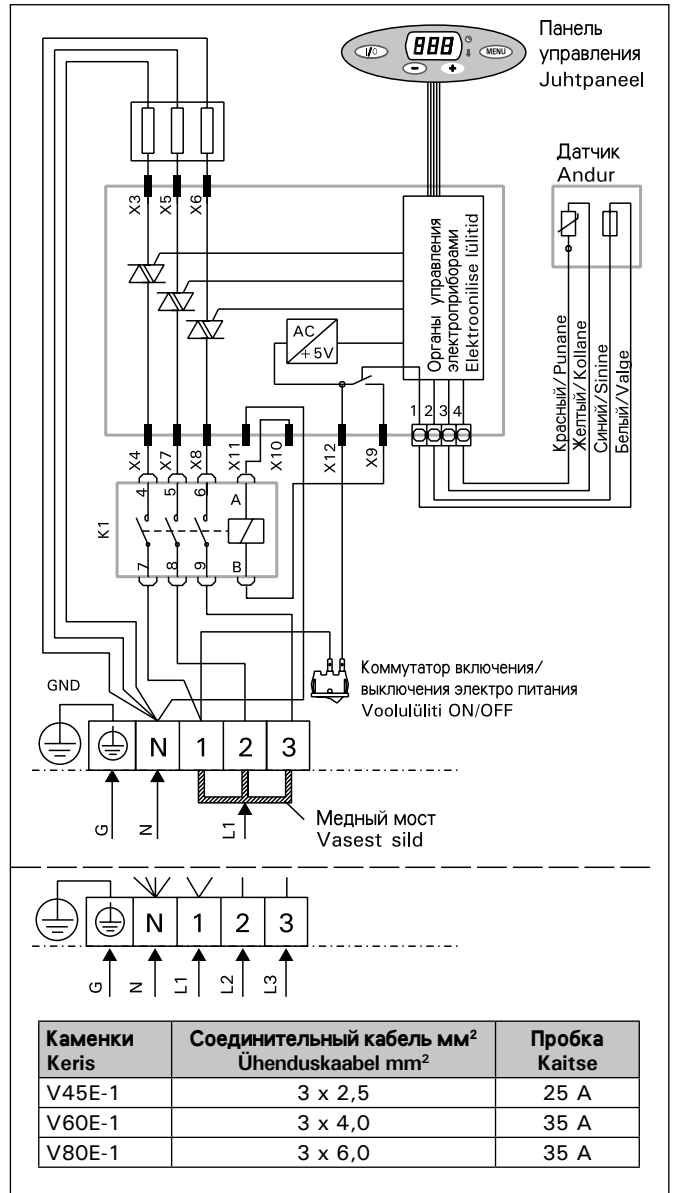 Панель
управления
Juhtpaneel
I/O
888
MENU
Датчик
Andur
X3
X5
X6
AC
+5V
Органы управления
электроприборами
Elektroonilise lülitid
Красный/Punane
Желтый/Kollane
Синий/Sinine
Белый/Valge
1 2 3 4
X4
X7
X8
X11
X10
X12
X9
K1
4
5
6
A
7
8
9
B
Коммутатор включения/
выключения электро питания
Voolulüliti ON/OFF
GND
N 1 2 3
G
N
L1
Медный мост
Vasest sild
N 1 2 3
G
N
L1
L2
L3
Каменки Соединительный кабель мм² Пробка
Keris Ühenduskaabel mm² Kaitse
V45E-1 3 x 2,5 25 A
V60E-1 3 x 4,0 35 A
V80E-1 3 x 6,0 35 A